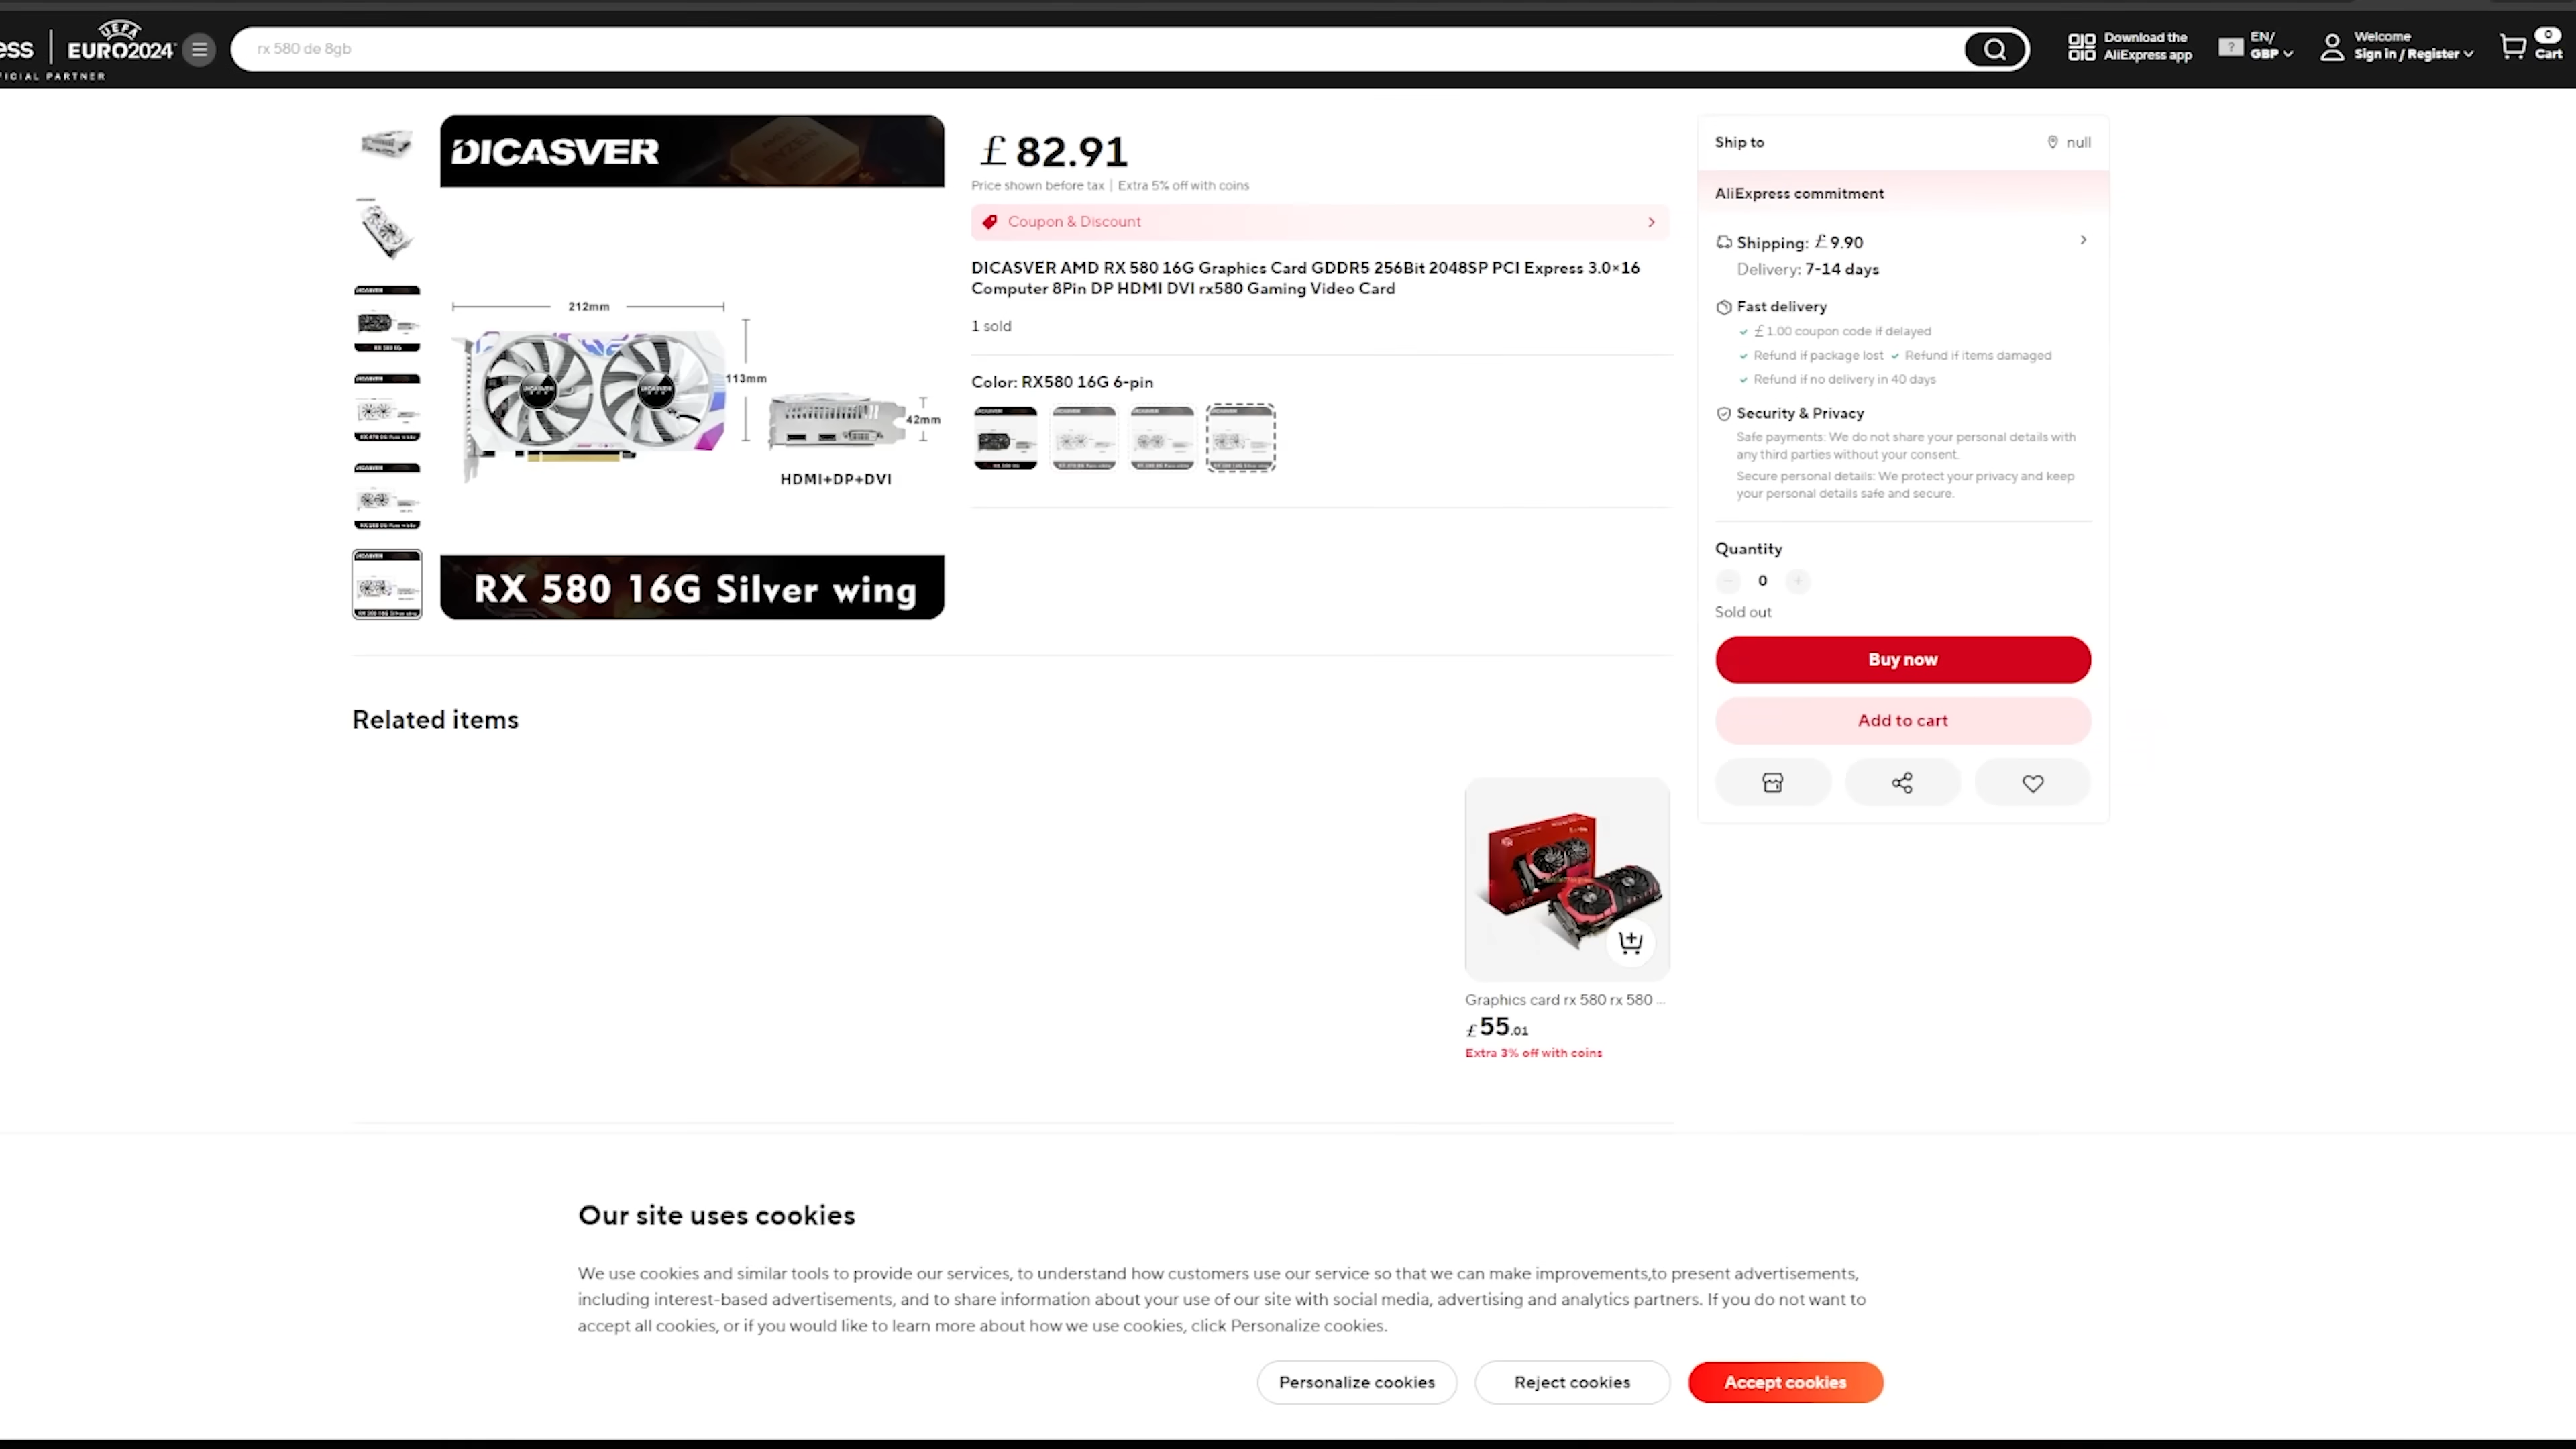 ess
UEFA
EURO2024
FICIAL PARTNER
rx 580 de 8gb
Download the
AliExpress app
EN/
GBP
Welcome
Sign in / Register
0
Cart
DICASVER
212mm
113mm
42mm
HDMI+DP+DVI
RX 580 16G Silver wing
£ 82.91
Price shown before tax | Extra 5% off with coins
Coupon & Discount
DICASVER AMD RX 580 16G Graphics Card GDDR5 256Bit 2048SP PCI Express 3.0×16
Computer 8Pin DP HDMI DVI rx580 Gaming Video Card
1 sold
Color: RX580 16G 6-pin
Ship to
null
AliExpress commitment
Shipping: £ 9.90
Delivery: 7-14 days
Fast delivery
£ 1.00 coupon code if delayed
Refund if package lost
Refund if items damaged
Refund if no delivery in 40 days
Security & Privacy
Safe payments: We do not share your personal details with
any third parties without your consent.
Secure personal details: We protect your privacy and keep
your personal details safe and secure.
Quantity
0
Sold out
Buy now
Add to cart
Related items
Graphics card rx 580 rx 580 ...
£55.01
Extra 3% off with coins
Our site uses cookies
We use cookies and similar tools to provide our services, to understand how customers use our service so that we can make improvements,to present advertisements,
including interest-based advertisements, and to share information about your use of our site with social media, advertising and analytics partners. If you do not want to
accept all cookies, or if you would like to learn more about how we use cookies, click Personalize cookies.
Personalize cookies
Reject cookies
Accept cookies